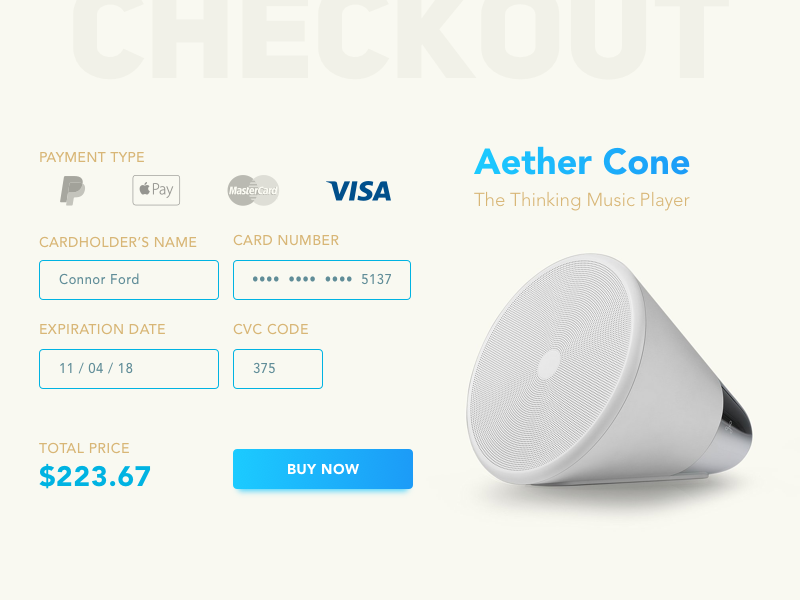 CHECKOUT
PAYMENT TYPE
Pay
MasterCard
VISA
CARDHOLDER'S NAME
CARD NUMBER
Connor Ford
•••• •••• •••• 5137
EXPIRATION DATE
CVC CODE
11 / 04 / 18
375
TOTAL PRICE
$223.67
BUY NOW
Aether Cone
The Thinking Music Player